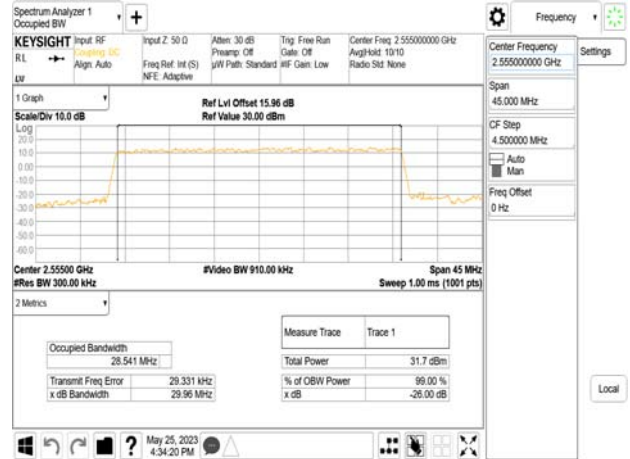 Spectrum Analyzer 1
Occupied BW
Frequency
KEYSIGHT
Input: RF
Coupling: DC
Align: Auto
Input Z: 50 Ω
Freq Ref: Int (S)
NFE: Adaptive
Atten: 30 dB
Preamp: Off
µW Path: Standard
Trig: Free Run
Gate: Off
#IF Gain: Low
Center Freq: 2.555000000 GHz
Avg|Hold: 10/10
Radio Std: None
RL
Center Frequency
2.555000000 GHz
Settings
Span
45.000 MHz
CF Step
4.500000 MHz
Auto
Man
Freq Offset
0 Hz
Local
1 Graph
Scale/Div 10.0 dB
Ref Lvl Offset 15.96 dB
Ref Value 30.00 dBm
Log
20.0
10.0
0.00
-10.0
-20.0
-30.0
-40.0
-50.0
-60.0
Center 2.55500 GHz
#Video BW 910.00 kHz
Span 45 MHz
#Res BW 300.00 kHz
Sweep 1.00 ms (1001 pts)
2 Metrics
Measure Trace
Trace 1
Occupied Bandwidth
28.541 MHz
Total Power
31.7 dBm
Transmit Freq Error
29.331 kHz
% of OBW Power
99.00 %
x dB Bandwidth
29.96 MHz
x dB
-26.00 dB
May 25, 2023
4:34:20 PM